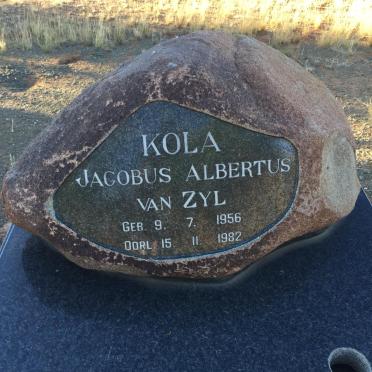 KOLA
JACOBUS ALBERTUS
VAN ZYL
GEB. 9. 7. 1956
OORL 15 11 1982